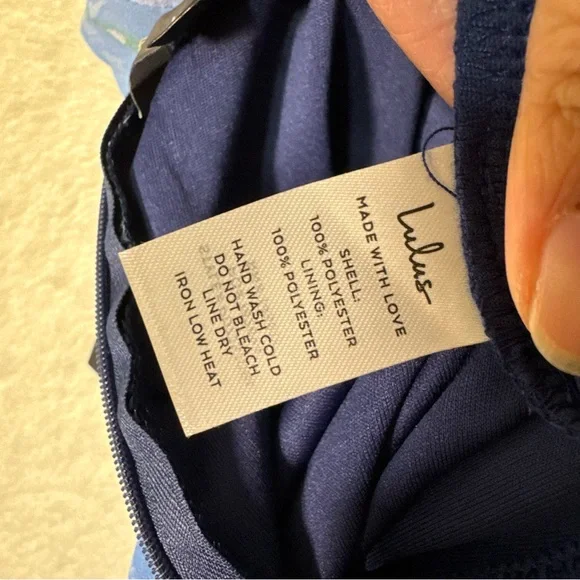 Lulus
MADE WITH LOVE
SHELL:
100% POLYESTER
LINING:
100% POLYESTER
HAND WASH COLD
DO NOT BLEACH
LINE DRY
IRON LOW HEAT